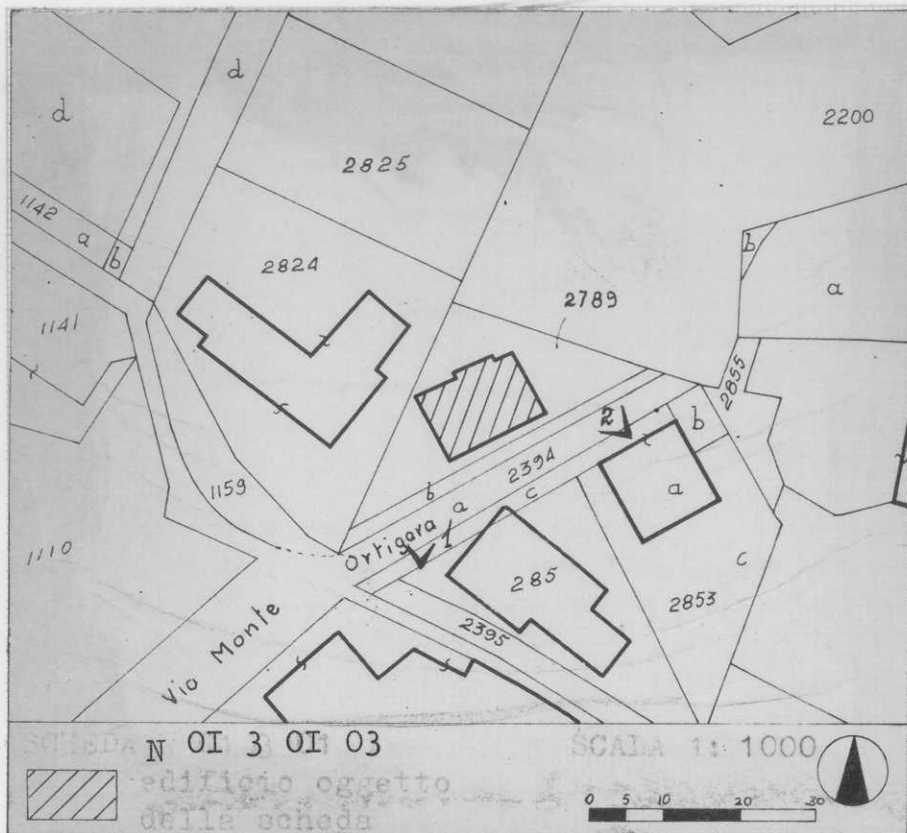 d
d
2200
2825
1142
a
b
b
2824
2789
a
1141
2855
2
b
2394
b
a
c
a
1159
Ortigara
1
1110
285
c
2853
2395
Via Monte
SCHEDA N OI 3 OI 03
SCALA 1: 1000
edificio oggetto
della scheda
0 5 10 20 30